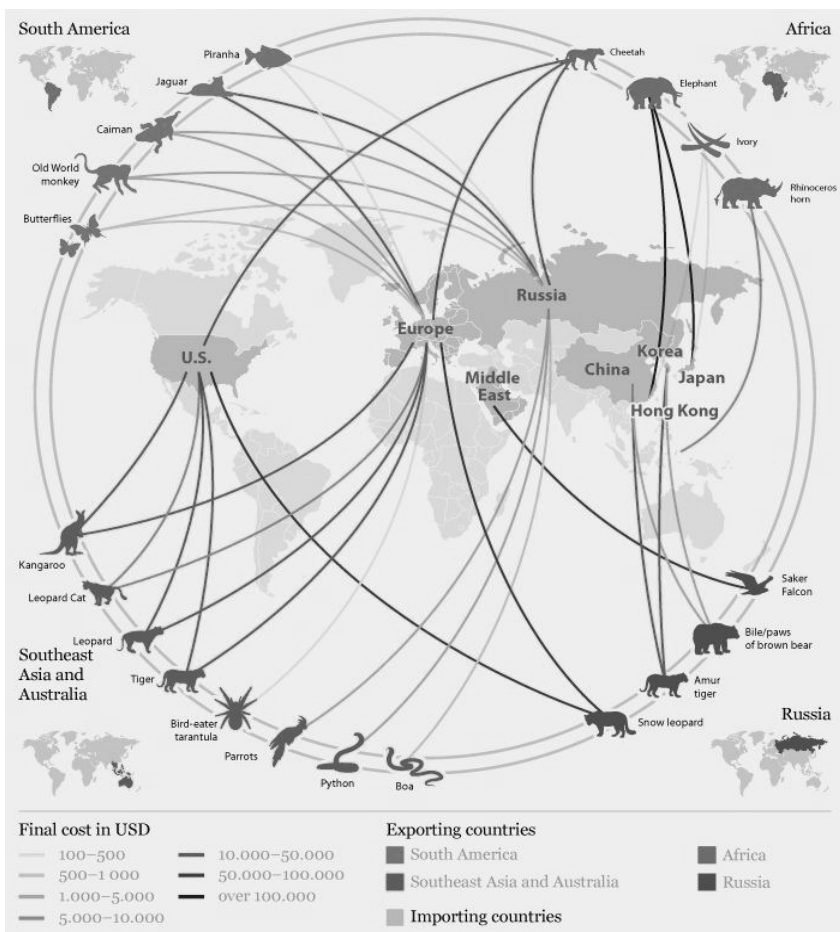 South America
Africa
Piranha
Cheetah
Jaguar
Elephant
Caiman
Ivory
Old World
monkey
Rhinoceros
horn
Butterflies
Russia
Europe
U.S.
Korea
China
Japan
Middle
East
Hong Kong
Kangaroo
Saker
Falcon
Leopard Cat
Leopard
Bile/paws
of brown bear
Southeast
Asia and
Australia
Tiger
Amur
tiger
Bird-eater
tarantula
Snow leopard
Russia
Parrots
Python
Boa
Final cost in USD
100–500
500–1 000
1.000–5.000
5.000–10.000
10.000–50.000
50.000–100.000
over 100.000
Exporting countries
South America
Africa
Southeast Asia and Australia
Russia
Importing countries